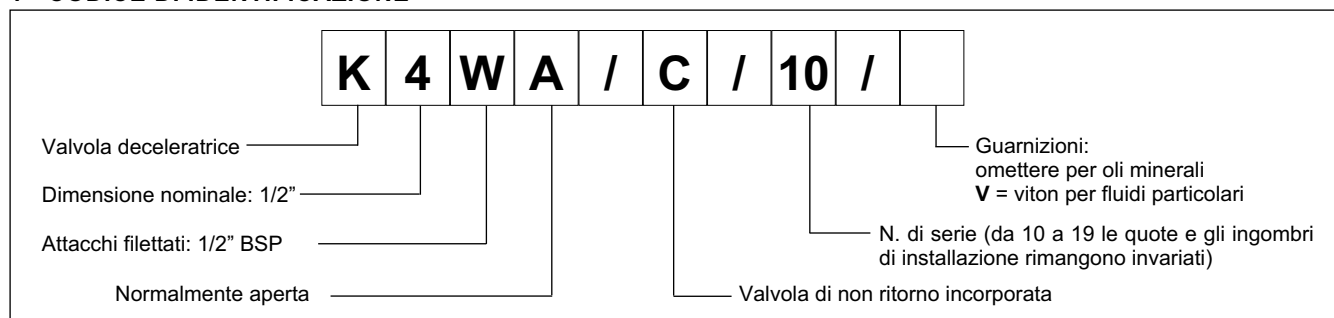 K 4 W A / C / 10 /
Valvola deceleratrice
Dimensione nominale: 1/2”
Attacchi filettati: 1/2” BSP
Normalmente aperta
Guarnizioni:
omettere per oli minerali
V = viton per fluidi particolari
N. di serie (da 10 a 19 le quote e gli ingombri
di installazione rimangono invariati)
Valvola di non ritorno incorporata